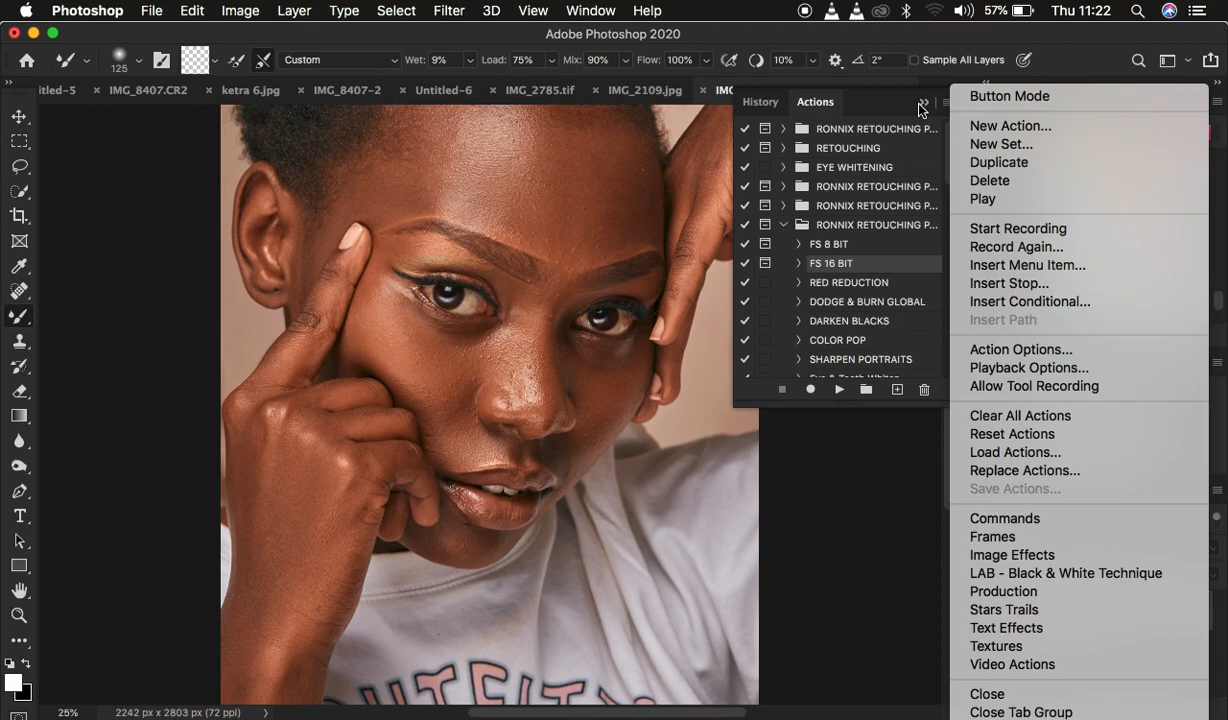 Photoshop File Edit Image Layer Type Select Filter 3D View Window Help 57% Thu 11:22
Adobe Photoshop 2020
125 Custom Wet: 9% Load: 75% Mix: 90% Flow: 100% 10% 2° Sample All Layers
itled-5 × IMG_8407.CR2 × ketra 6.jpg × IMG_8407-2 × Untitled-6 × IMG_2785.tif × IMG_2109.jpg × IMG
History Actions
RONNIX RETOUCHING P...
RETOUCHING
EYE WHITENING
RONNIX RETOUCHING P...
RONNIX RETOUCHING P...
RONNIX RETOUCHING P...
FS 8 BIT
FS 16 BIT
RED REDUCTION
DODGE & BURN GLOBAL
DARKEN BLACKS
COLOR POP
SHARPEN PORTRAITS
Button Mode
New Action...
New Set...
Duplicate
Delete
Play
Start Recording
Record Again...
Insert Menu Item...
Insert Stop...
Insert Conditional...
Insert Path
Action Options...
Playback Options...
Allow Tool Recording
Clear All Actions
Reset Actions
Load Actions...
Replace Actions...
Save Actions...
Commands
Frames
Image Effects
LAB - Black & White Technique
Production
Stars Trails
Text Effects
Textures
Video Actions
Close
Close Tab Group
25% 2242 px x 2803 px (72 ppi)